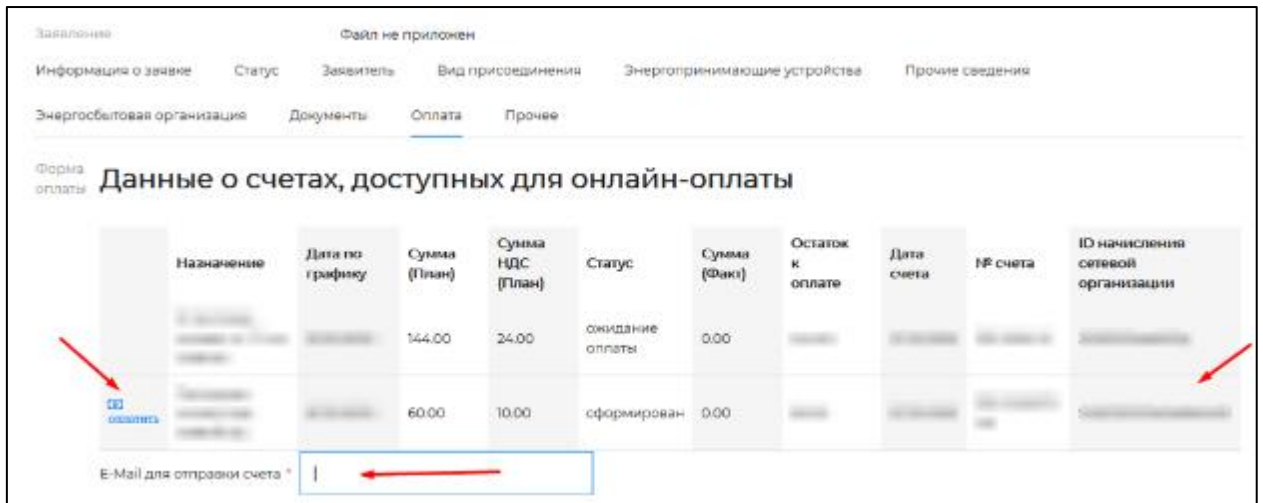 Заявление Файл не приложен
Информация о заявке Статус Заявитель Вид присоединения Энергопринимающие устройства Прочие сведения
Энергосбытовая организация Документы Оплата Прочее
Форма оплаты
Данные о счетах, доступных для онлайн-оплаты
Назначение Дата по графику Сумма (План) Сумма НДС (План) Статус Сумма (Факт) Остаток к оплате Дата счета № счета ID начисления сетевой организации
144.00 24.00 ожидание оплаты 0.00
оплатить 60.00 10.00 сформирован 0.00
E-Mail для отправки счета *